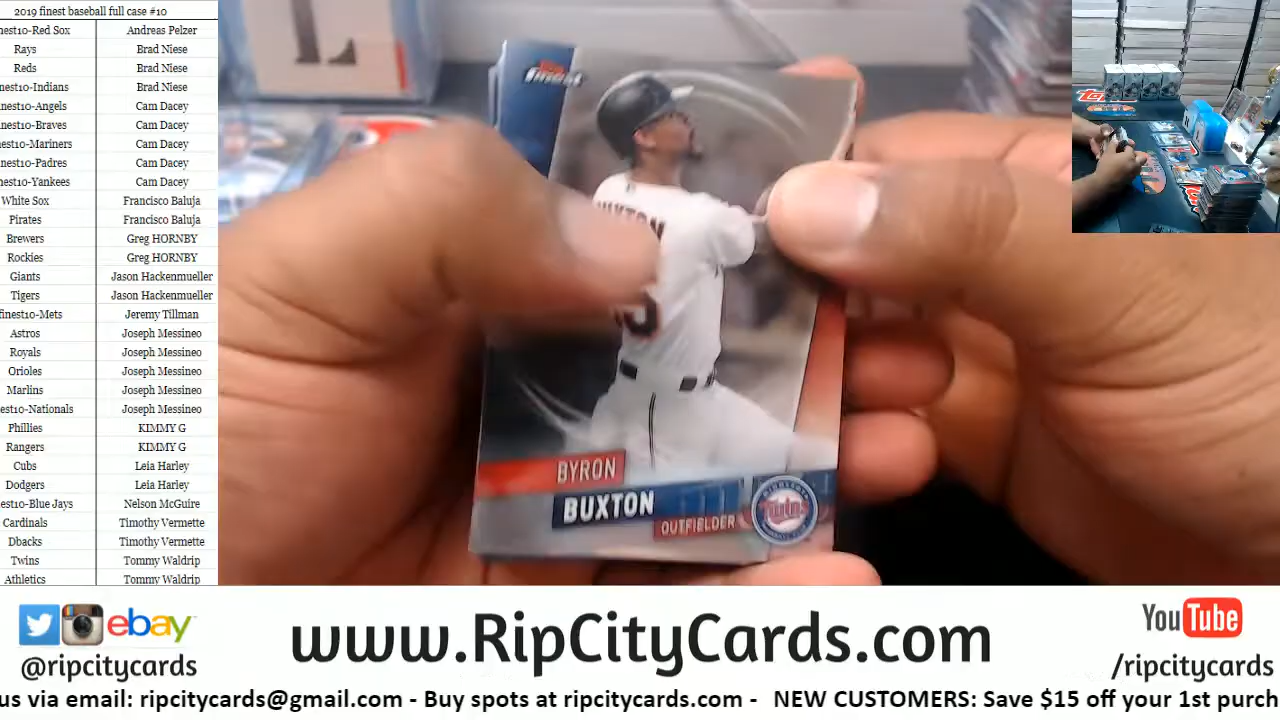 2019 finest baseball full case #10
nest10-Red Sox Andreas Pelzer
Rays Brad Niese
Reds Brad Niese
nest10-Indians Brad Niese
nest10-Angels Cam Dacey
nest10-Braves Cam Dacey
nest10-Mariners Cam Dacey
nest10-Padres Cam Dacey
nest10-Yankees Cam Dacey
White Sox Francisco Baluja
Pirates Francisco Baluja
Brewers Greg HORNBY
Rockies Greg HORNBY
Giants Jason Hackenmueller
Tigers Jason Hackenmueller
finest10-Mets Jeremy Tillman
Astros Joseph Messineo
Royals Joseph Messineo
Orioles Joseph Messineo
Marlins Joseph Messineo
nest10-Nationals Joseph Messineo
Phillies KIMMY G
Rangers KIMMY G
Cubs Leia Harley
Dodgers Leia Harley
nest10-Blue Jays Nelson McGuire
Cardinals Timothy Vermette
Dbacks Timothy Vermette
Twins Tommy Waldrip
Athletics Tommy Waldrip
finest
BYRON
BUXTON
OUTFIELDER
Twins
ebay
@ripcitycards
www.RipCityCards.com
YouTube
/ripcitycards
us via email: ripcitycards@gmail.com - Buy spots at ripcitycards.com - NEW CUSTOMERS: Save $15 off your 1st purch